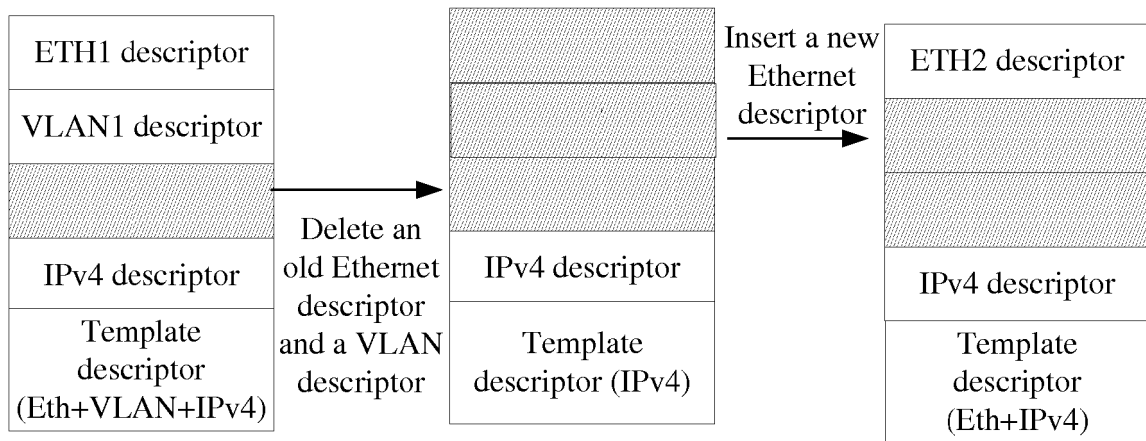 ETH1 descriptor
VLAN1 descriptor
IPv4 descriptor
Template
descriptor
(Eth+VLAN+IPv4)
Delete an
old Ethernet
descriptor
and a VLAN
descriptor
IPv4 descriptor
Template
descriptor (IPv4)
Insert a new
Ethernet
descriptor
ETH2 descriptor
IPv4 descriptor
Template
descriptor
(Eth+IPv4)